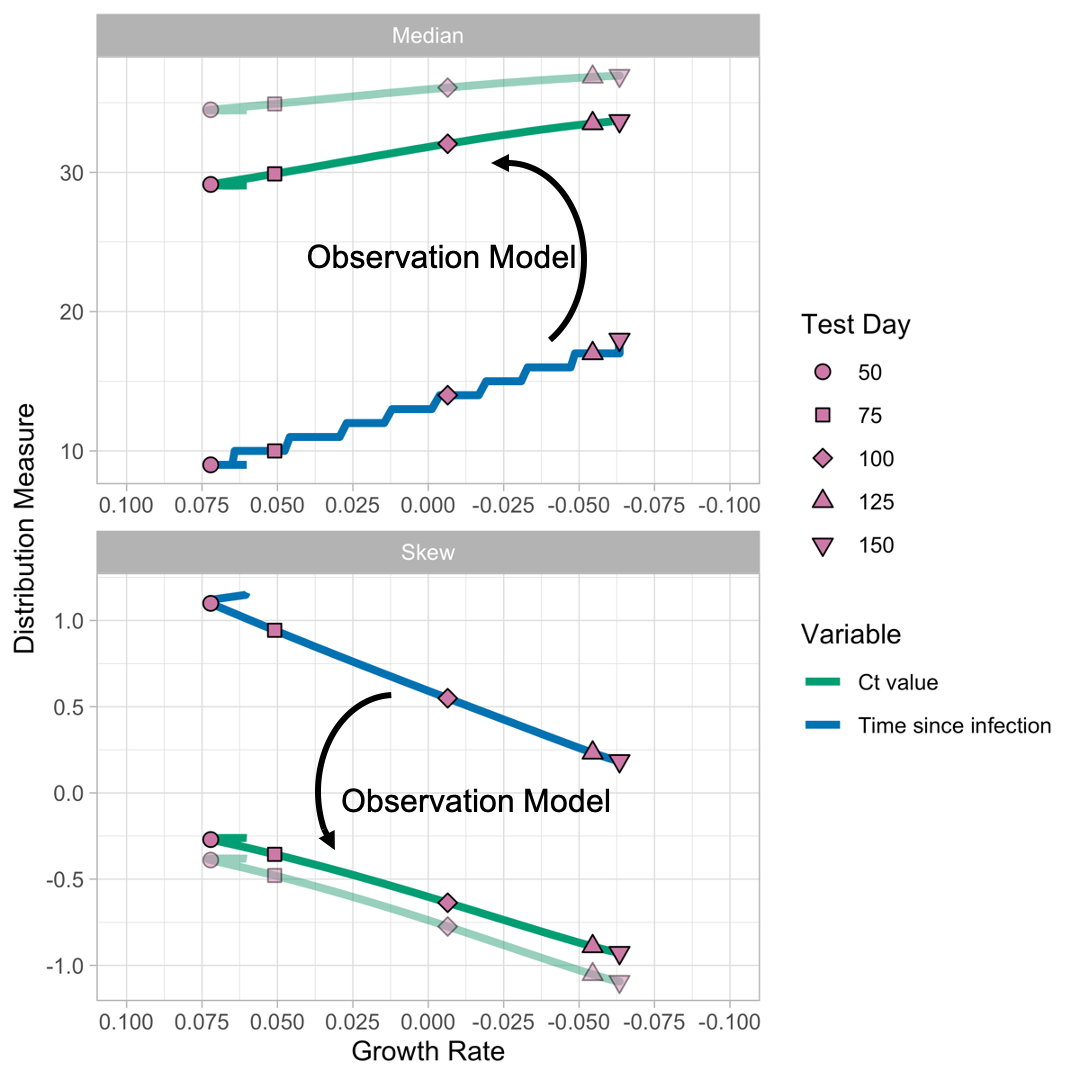 Median
30
20
10
Observation Model
0.100 0.075 0.050 0.025 0.000 -0.025 -0.050 -0.075 -0.100
Distribution Measure
Skew
1.0
0.5
0.0
-0.5
-1.0
Observation Model
0.100 0.075 0.050 0.025 0.000 -0.025 -0.050 -0.075 -0.100
Growth Rate
Test Day
50
75
100
125
150
Variable
Ct value
Time since infection